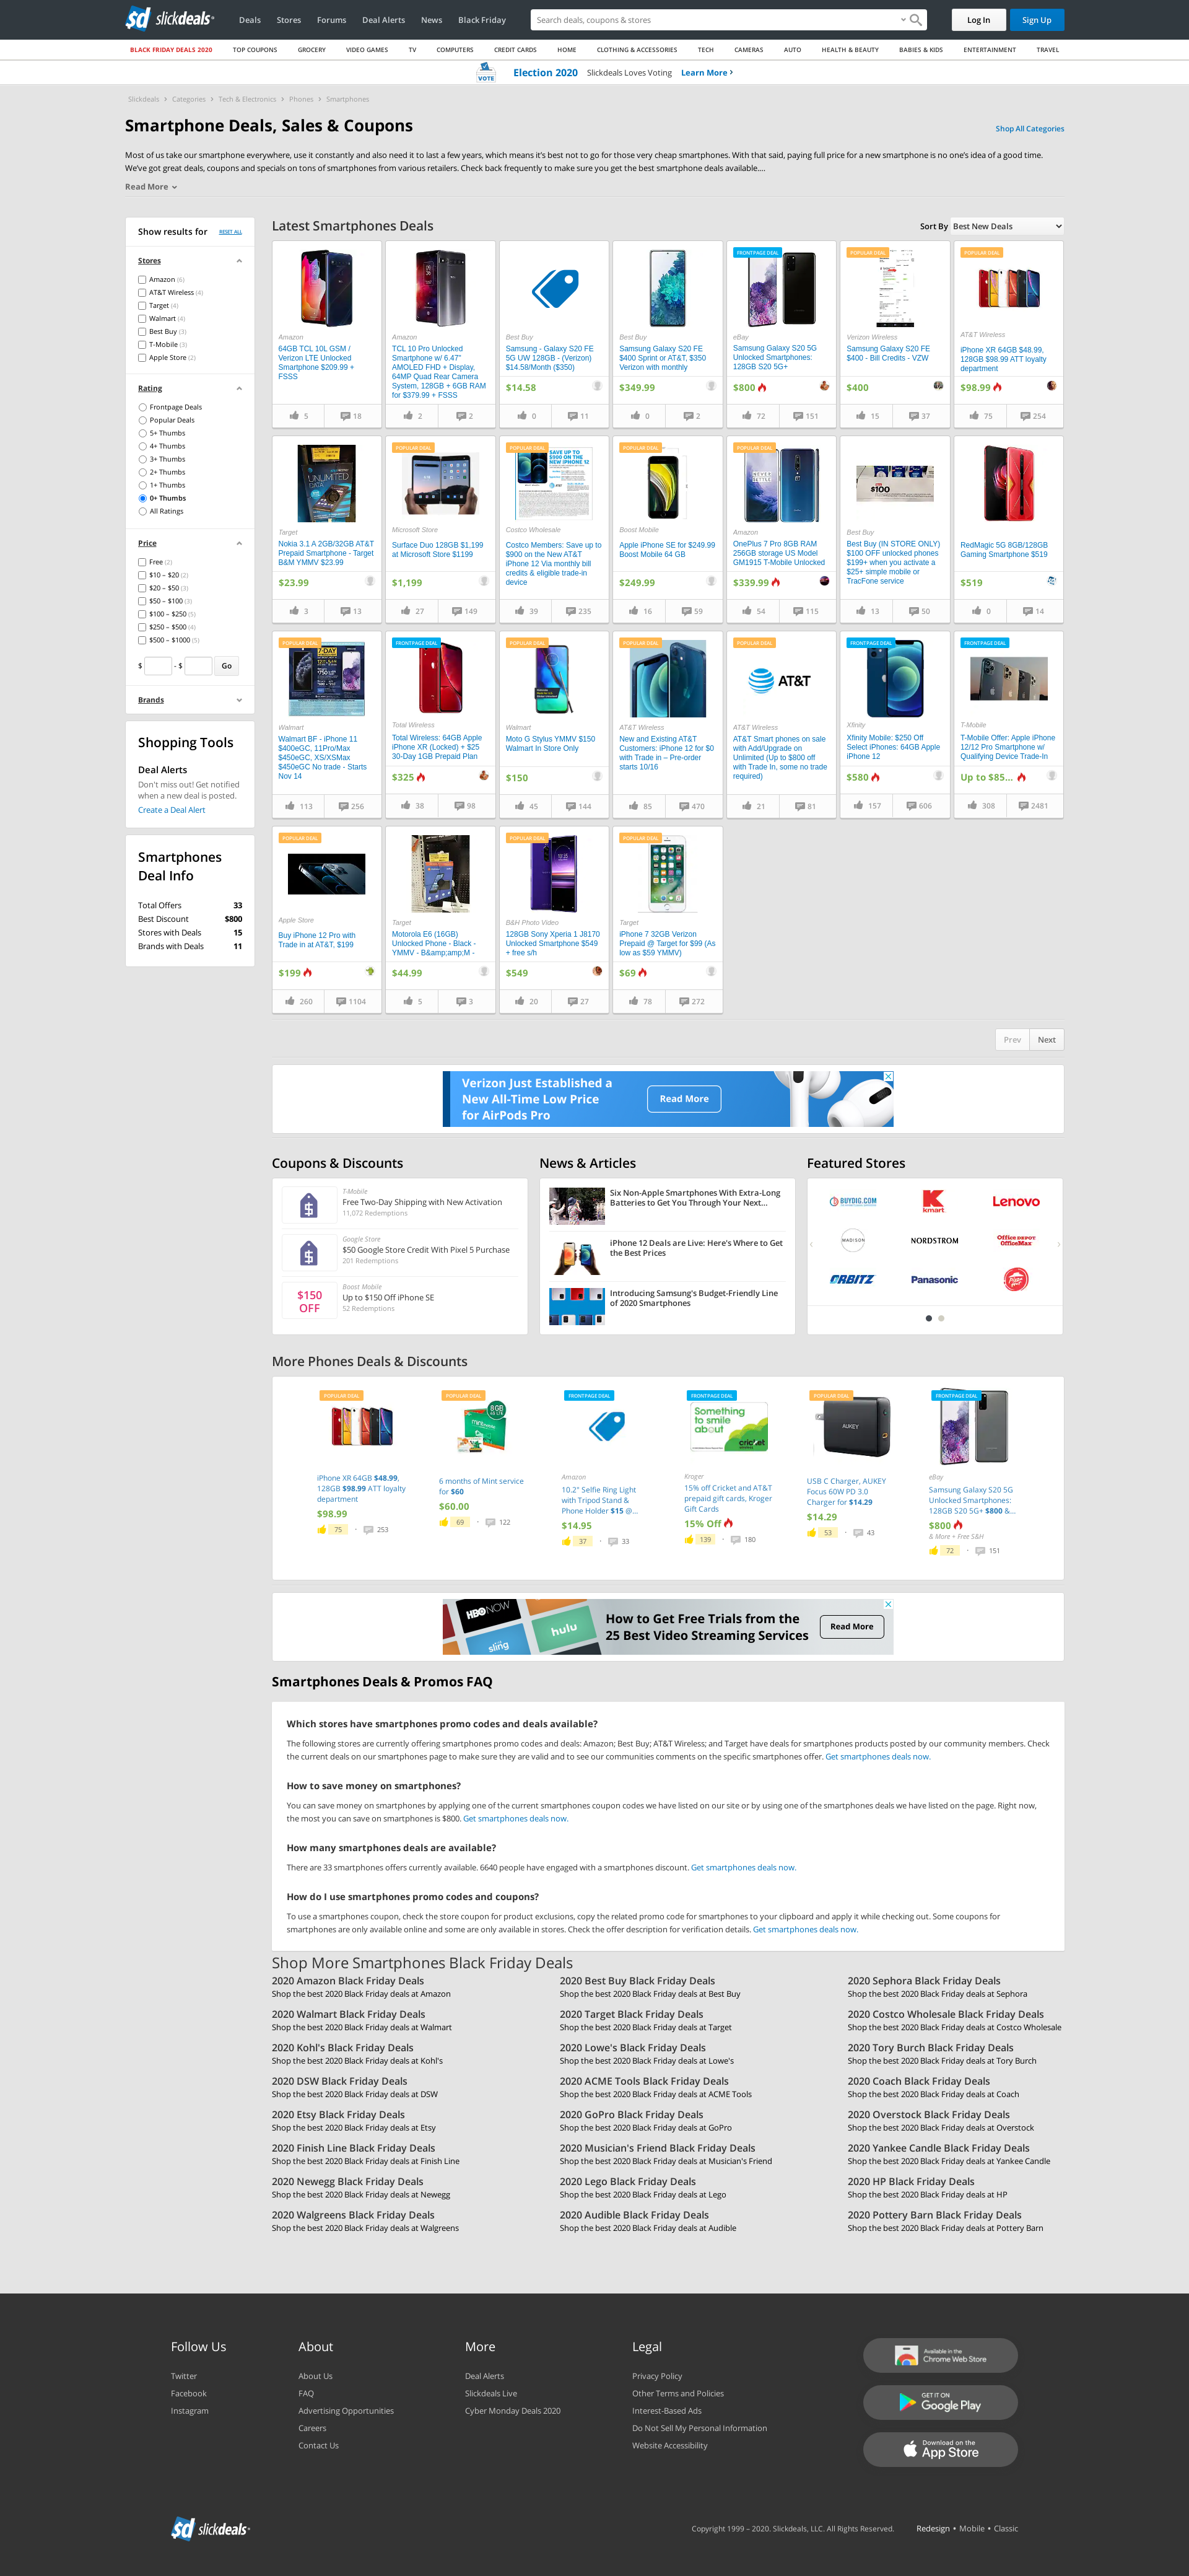 slickdeals
Deals Stores Forums Deal Alerts News Black Friday
Search deals, coupons & stores
Log In Sign Up
BLACK FRIDAY DEALS 2020 TOP COUPONS GROCERY VIDEO GAMES TV COMPUTERS CREDIT CARDS HOME CLOTHING & ACCESSORIES TECH CAMERAS AUTO HEALTH & BEAUTY BABIES & KIDS ENTERTAINMENT TRAVEL
VOTE Election 2020 Slickdeals Loves Voting Learn More
Slickdeals > Categories > Tech & Electronics > Phones > Smartphones
Smartphone Deals, Sales & Coupons
Shop All Categories
Most of us take our smartphone everywhere, use it constantly and also need it to last a few years, which means it's best not to go for those very cheap smartphones. With that said, paying full price for a new smartphone is no one's idea of a good time.
We've got great deals, coupons and specials on tons of smartphones from various retailers. Check back frequently to make sure you get the best smartphone deals available....
Read More
Show results for RESET ALL
Stores
Amazon (6)
AT&T Wireless (4)
Target (4)
Walmart (4)
Best Buy (3)
T-Mobile (3)
Apple Store (2)
Rating
Frontpage Deals
Popular Deals
5+ Thumbs
4+ Thumbs
3+ Thumbs
2+ Thumbs
1+ Thumbs
0+ Thumbs
All Ratings
Price
Free (2)
$10 – $20 (2)
$20 – $50 (3)
$50 – $100 (3)
$100 – $250 (5)
$250 – $500 (4)
$500 – $1000 (5)
$ - $ Go
Brands
Shopping Tools
Deal Alerts
Don't miss out! Get notified
when a new deal is posted.
Create a Deal Alert
Smartphones
Deal Info
Total Offers 33
Best Discount $800
Stores with Deals 15
Brands with Deals 11
Latest Smartphones Deals
Sort By Best New Deals
Amazon
64GB TCL 10L GSM /
Verizon LTE Unlocked
Smartphone $209.99 +
FSSS
5 18
Amazon
TCL 10 Pro Unlocked
Smartphone w/ 6.47"
AMOLED FHD + Display,
64MP Quad Rear Camera
System, 128GB + 6GB RAM
for $379.99 + FSSS
2 2
Best Buy
Samsung - Galaxy S20 FE
5G UW 128GB - (Verizon)
$14.58/Month ($350)
$14.58
0 11
Best Buy
Samsung Galaxy S20 FE
$400 Sprint or AT&T, $350
Verizon with monthly
$349.99
0 2
FRONTPAGE DEAL
eBay
Samsung Galaxy S20 5G
Unlocked Smartphones:
128GB S20 5G+
$800
72 151
POPULAR DEAL
Verizon Wireless
Samsung Galaxy S20 FE
$400 - Bill Credits - VZW
$400
15 37
POPULAR DEAL
AT&T Wireless
iPhone XR 64GB $48.99,
128GB $98.99 ATT loyalty
department
$98.99
75 254
UNLIMITED
DATA
Target
Nokia 3.1 A 2GB/32GB AT&T
Prepaid Smartphone - Target
B&M YMMV $23.99
$23.99
3 13
POPULAR DEAL
Microsoft Store
Surface Duo 128GB $1,199
at Microsoft Store $1199
$1,199
27 149
POPULAR DEAL
SAVE UP TO
$900 ON THE
NEW iPHONE 12
AT&T
Costco Wholesale
Costco Members: Save up to
$900 on the New AT&T
iPhone 12 Via monthly bill
credits & eligible trade-in
device
39 235
POPULAR DEAL
Boost Mobile
Apple iPhone SE for $249.99
Boost Mobile 64 GB
$249.99
16 59
POPULAR DEAL
Amazon
OnePlus 7 Pro 8GB RAM
256GB storage US Model
GM1915 T-Mobile Unlocked
$339.99
54 115
$100
Best Buy
Best Buy (IN STORE ONLY)
$100 OFF unlocked phones
$199+ when you activate a
$25+ simple mobile or
TracFone service
13 50
RedMagic 5G 8GB/128GB
Gaming Smartphone $519
$519
0 14
POPULAR DEAL
Walmart
Walmart BF - iPhone 11
$400eGC, 11Pro/Max
$450eGC, XS/XSMax
$450eGC No trade - Starts
Nov 14
113 256
FRONTPAGE DEAL
Total Wireless
Total Wireless: 64GB Apple
iPhone XR (Locked) + $25
30-Day 1GB Prepaid Plan
$325
38 98
POPULAR DEAL
Walmart
Moto G Stylus YMMV $150
Walmart In Store Only
$150
45 144
POPULAR DEAL
AT&T Wireless
New and Existing AT&T
Customers: iPhone 12 for $0
with Trade in – Pre-order
starts 10/16
85 470
POPULAR DEAL
AT&T
AT&T Wireless
AT&T Smart phones on sale
with Add/Upgrade on
Unlimited (Up to $800 off
with Trade In, some no trade
required)
21 81
FRONTPAGE DEAL
Xfinity
Xfinity Mobile: $250 Off
Select iPhones; 64GB Apple
iPhone 12
$580
157 606
FRONTPAGE DEAL
T-Mobile
T-Mobile Offer: Apple iPhone
12/12 Pro Smartphone w/
Qualifying Device Trade-In
Up to $85...
308 2481
POPULAR DEAL
Apple Store
Buy iPhone 12 Pro with
Trade in at AT&T, $199
$199
260 1104
Target
Motorola E6 (16GB)
Unlocked Phone - Black -
YMMV - B&amp;amp;M -
$44.99
5 3
POPULAR DEAL
B&H Photo Video
128GB Sony Xperia 1 J8170
Unlocked Smartphone $549
+ free s/h
$549
20 27
POPULAR DEAL
Target
iPhone 7 32GB Verizon
Prepaid @ Target for $99 (As
low as $59 YMMV)
$69
78 272
Prev Next
Verizon Just Established a
New All-Time Low Price
for AirPods Pro
Read More
Coupons & Discounts
T-Mobile
Free Two-Day Shipping with New Activation
11,072 Redemptions
Google Store
$50 Google Store Credit With Pixel 5 Purchase
201 Redemptions
$150
OFF
Boost Mobile
Up to $150 Off iPhone SE
52 Redemptions
News & Articles
Six Non-Apple Smartphones With Extra-Long
Batteries to Get You Through Your Next...
iPhone 12 Deals are Live: Here's Where to Get
the Best Prices
Introducing Samsung's Budget-Friendly Line
of 2020 Smartphones
Featured Stores
BUYDIG.COM
kmart
Lenovo
MADISON
NORDSTROM
Office DEPOT
OfficeMax
ORBITZ
Panasonic
Pizza Hut
More Phones Deals & Discounts
POPULAR DEAL
iPhone XR 64GB $48.99,
128GB $98.99 ATT loyalty
department
$98.99
75 253
POPULAR DEAL
8GB
6 months of Mint service
for $60
$60.00
69 122
FRONTPAGE DEAL
Amazon
10.2" Selfie Ring Light
with Tripod Stand &
Phone Holder $15 @...
$14.95
37 33
FRONTPAGE DEAL
Something
to smile
about
cricket
Kroger
15% off Cricket and AT&T
prepaid gift cards, Kroger
Gift Cards
15% Off
139 180
POPULAR DEAL
AUKEY
USB C Charger, AUKEY
Focus 60W PD 3.0
Charger for $14.29
$14.29
53 43
FRONTPAGE DEAL
eBay
Samsung Galaxy S20 5G
Unlocked Smartphones:
128GB S20 5G+ $800 &...
$800
& More + Free S&H
72 151
HBO NOW
sling
hulu
How to Get Free Trials from the
25 Best Video Streaming Services
Read More
Smartphones Deals & Promos FAQ
Which stores have smartphones promo codes and deals available?
The following stores are currently offering smartphones promo codes and deals: Amazon; Best Buy; AT&T Wireless; and Target have deals for smartphones products posted by our community members. Check
the current deals on our smartphones page to make sure they are valid and to see our communities comments on the specific smartphones offer. Get smartphones deals now.
How to save money on smartphones?
You can save money on smartphones by applying one of the current smartphones coupon codes we have listed on our site or by using one of the smartphones deals we have listed on the page. Right now,
the most you can save on smartphones is $800. Get smartphones deals now.
How many smartphones deals are available?
There are 33 smartphones offers currently available. 6640 people have engaged with a smartphones discount. Get smartphones deals now.
How do I use smartphones promo codes and coupons?
To use a smartphones coupon, check the store coupon for product exclusions, copy the related promo code for smartphones to your clipboard and apply it while checking out. Some coupons for
smartphones are only available online and some are only available in stores. Check the offer description for verification details. Get smartphones deals now.
Shop More Smartphones Black Friday Deals
2020 Amazon Black Friday Deals
Shop the best 2020 Black Friday deals at Amazon
2020 Best Buy Black Friday Deals
Shop the best 2020 Black Friday deals at Best Buy
2020 Sephora Black Friday Deals
Shop the best 2020 Black Friday deals at Sephora
2020 Walmart Black Friday Deals
Shop the best 2020 Black Friday deals at Walmart
2020 Target Black Friday Deals
Shop the best 2020 Black Friday deals at Target
2020 Costco Wholesale Black Friday Deals
Shop the best 2020 Black Friday deals at Costco Wholesale
2020 Kohl's Black Friday Deals
Shop the best 2020 Black Friday deals at Kohl's
2020 Lowe's Black Friday Deals
Shop the best 2020 Black Friday deals at Lowe's
2020 Tory Burch Black Friday Deals
Shop the best 2020 Black Friday deals at Tory Burch
2020 DSW Black Friday Deals
Shop the best 2020 Black Friday deals at DSW
2020 ACME Tools Black Friday Deals
Shop the best 2020 Black Friday deals at ACME Tools
2020 Coach Black Friday Deals
Shop the best 2020 Black Friday deals at Coach
2020 Etsy Black Friday Deals
Shop the best 2020 Black Friday deals at Etsy
2020 GoPro Black Friday Deals
Shop the best 2020 Black Friday deals at GoPro
2020 Overstock Black Friday Deals
Shop the best 2020 Black Friday deals at Overstock
2020 Finish Line Black Friday Deals
Shop the best 2020 Black Friday deals at Finish Line
2020 Musician's Friend Black Friday Deals
Shop the best 2020 Black Friday deals at Musician's Friend
2020 Yankee Candle Black Friday Deals
Shop the best 2020 Black Friday deals at Yankee Candle
2020 Newegg Black Friday Deals
Shop the best 2020 Black Friday deals at Newegg
2020 Lego Black Friday Deals
Shop the best 2020 Black Friday deals at Lego
2020 HP Black Friday Deals
Shop the best 2020 Black Friday deals at HP
2020 Walgreens Black Friday Deals
Shop the best 2020 Black Friday deals at Walgreens
2020 Audible Black Friday Deals
Shop the best 2020 Black Friday deals at Audible
2020 Pottery Barn Black Friday Deals
Shop the best 2020 Black Friday deals at Pottery Barn
Follow Us
Twitter
Facebook
Instagram
About
About Us
FAQ
Advertising Opportunities
Careers
Contact Us
More
Deal Alerts
Slickdeals Live
Cyber Monday Deals 2020
Legal
Privacy Policy
Other Terms and Policies
Interest-Based Ads
Do Not Sell My Personal Information
Website Accessibility
Available in the
Chrome Web Store
GET IT ON
Google Play
Download on the
App Store
slickdeals
Copyright 1999 – 2020. Slickdeals, LLC. All Rights Reserved. Redesign • Mobile • Classic